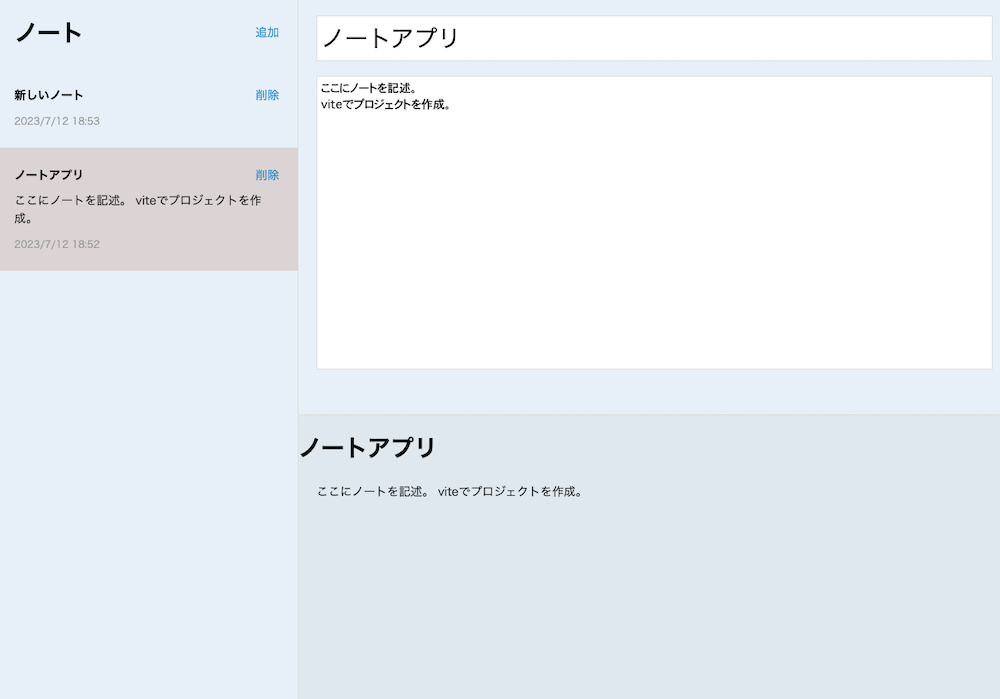 ノート
追加
新しいノート
削除
2023/7/12 18:53
ノートアプリ
削除
ここにノートを記述。 viteでプロジェクトを作
成。
2023/7/12 18:52
ノートアプリ
ここにノートを記述。
viteでプロジェクトを作成。
ノートアプリ
ここにノートを記述。 viteでプロジェクトを作成。